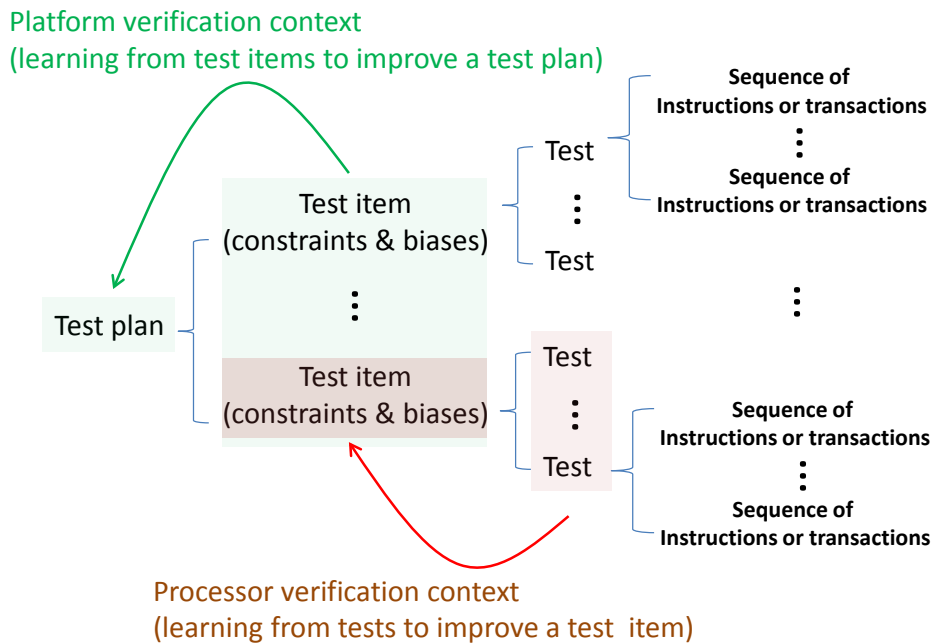 Platform verification context
(learning from test items to improve a test plan)
Sequence of
Instructions or transactions
Test
Sequence of
Instructions or transactions
Test item
(constraints & biases)
Test
Test plan
Test
Test item
(constraints & biases)
Sequence of
Instructions or transactions
Test
Sequence of
Instructions or transactions
Processor verification context
(learning from tests to improve a test item)